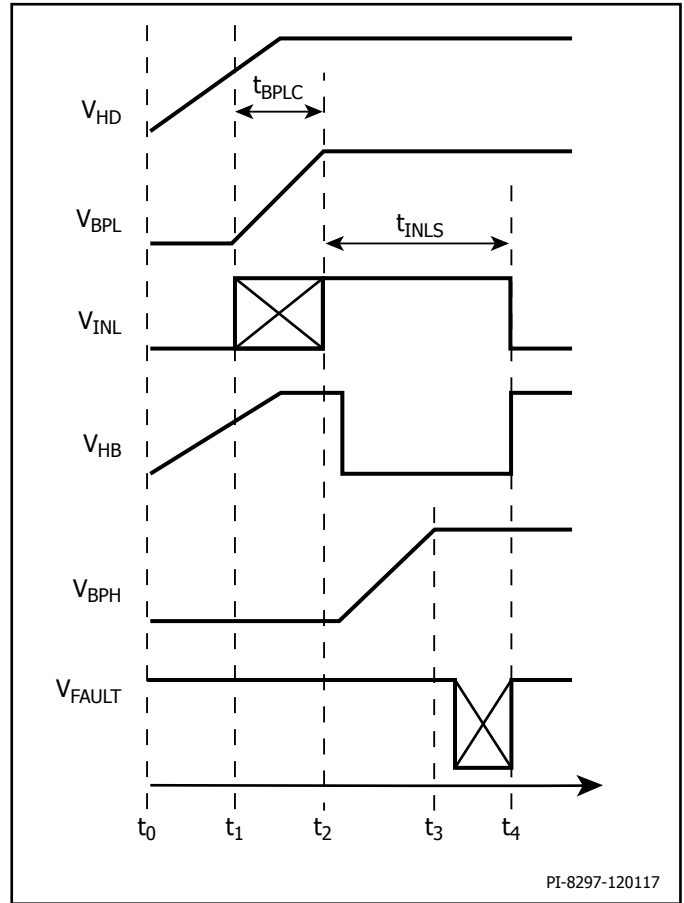 V_HD
t_BPLC
V_BPL
t_INLS
V_INL
V_HB
V_BPH
V_FAULT
t_0 t_1 t_2 t_3 t_4
PI-8297-120117